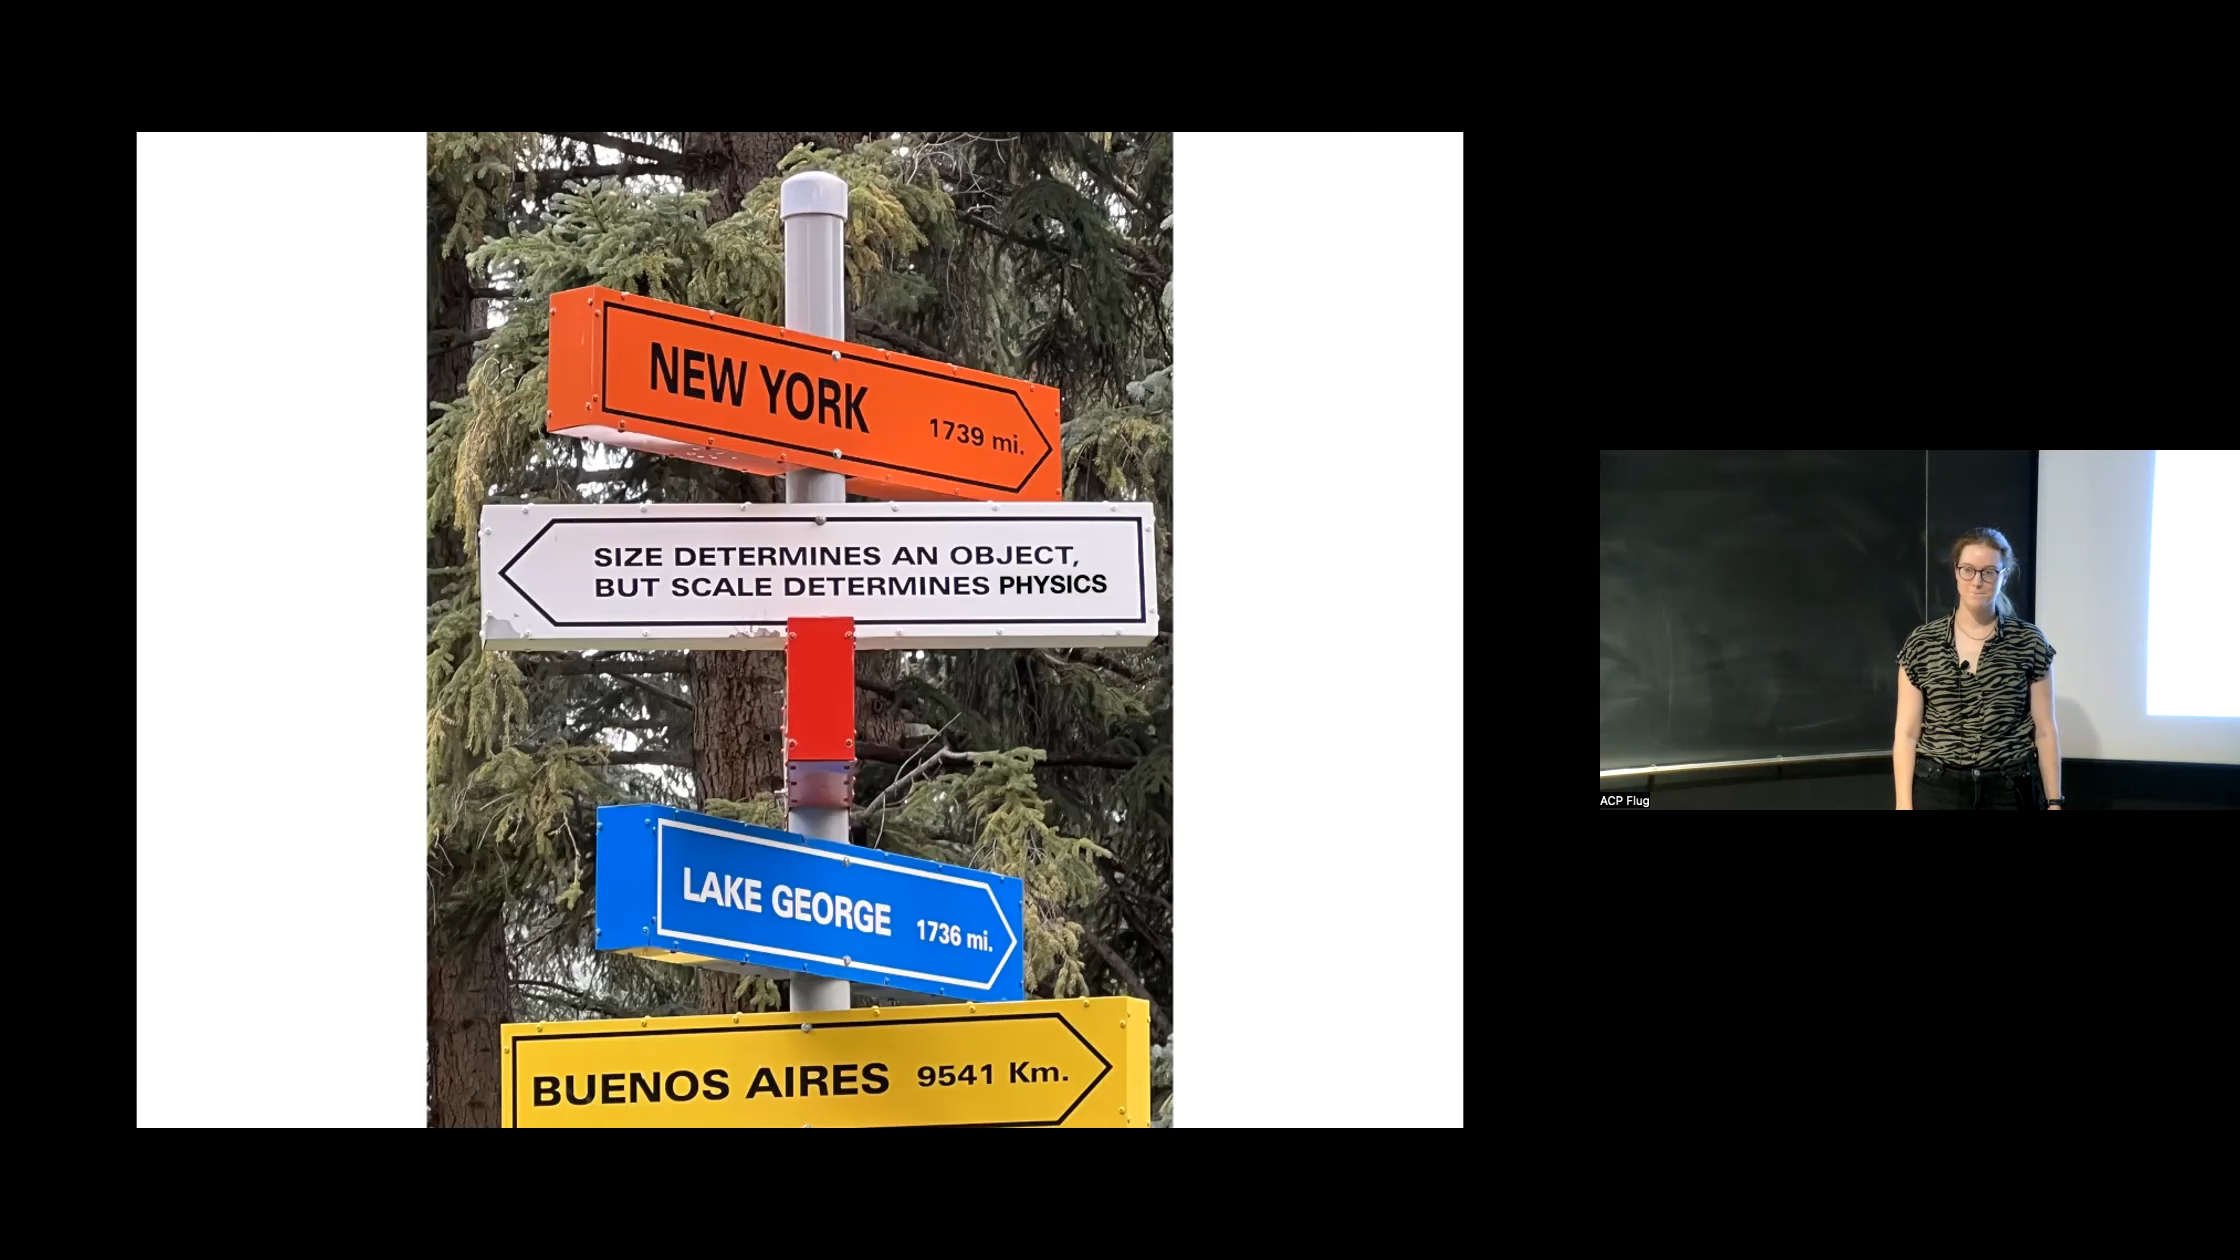 NEW YORK 1739 mi.
SIZE DETERMINES AN OBJECT,
BUT SCALE DETERMINES PHYSICS
LAKE GEORGE 1736 mi.
BUENOS AIRES 9541 Km.
ACP Flug